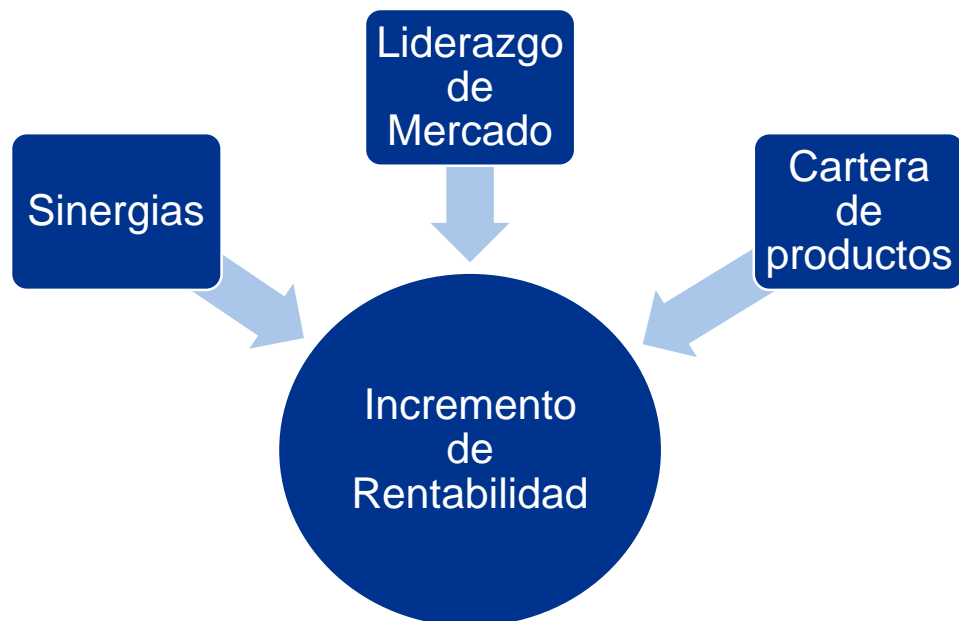 Liderazgo
de
Mercado
Sinergias
Cartera
de
productos
Incremento
de
Rentabilidad